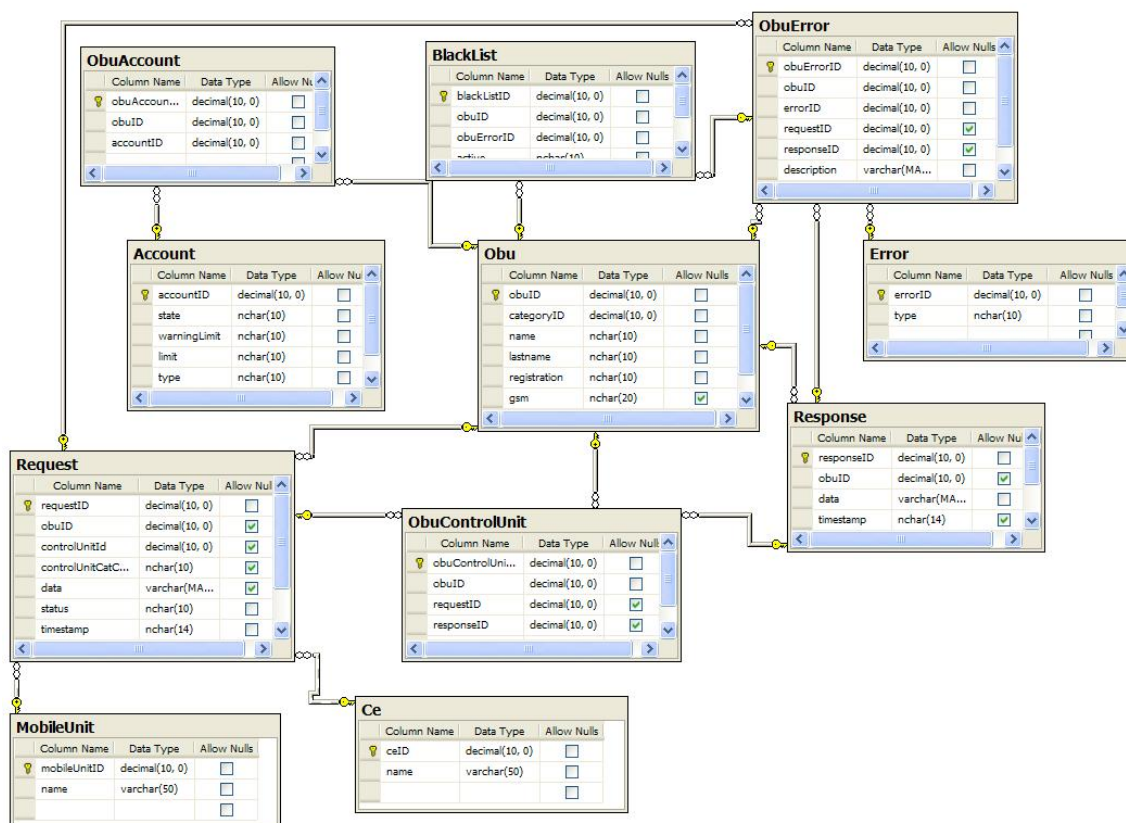 ObuAccount
Column Name Data Type Allow Nu
obuAccoun... decimal(10, 0)
obuID decimal(10, 0)
accountID decimal(10, 0)
BlackList
Column Name Data Type Allow Nulls
blackListID decimal(10, 0)
obuID decimal(10, 0)
obuErrorID decimal(10, 0)
active nchar(10)
ObuError
Column Name Data Type Allow Nulls
obuErrorID decimal(10, 0)
obuID decimal(10, 0)
errorID decimal(10, 0)
requestID decimal(10, 0)
responseID decimal(10, 0)
description varchar(MA...
Account
Column Name Data Type Allow Nu
accountID decimal(10, 0)
state nchar(10)
warningLimit nchar(10)
limit nchar(10)
type nchar(10)
Obu
Column Name Data Type Allow Nulls
obuID decimal(10, 0)
categoryID decimal(10, 0)
name nchar(10)
lastname nchar(10)
registration nchar(10)
gsm nchar(20)
Error
Column Name Data Type Allow Nu
errorID decimal(10, 0)
type nchar(10)
Response
Column Name Data Type Allow Nu
responseID decimal(10, 0)
obuID decimal(10, 0)
data varchar(MA...
timestamp nchar(14)
Request
Column Name Data Type Allow Nul
requestID decimal(10, 0)
obuID decimal(10, 0)
controlUnitId decimal(10, 0)
controlUnitCatC... nchar(10)
data varchar(MA...
status nchar(10)
timestamp nchar(14)
ObuControlUnit
Column Name Data Type Allow Nulls
obuControlUni... decimal(10, 0)
obuID decimal(10, 0)
requestID decimal(10, 0)
responseID decimal(10, 0)
MobileUnit
Column Name Data Type Allow Nulls
mobileUnitID decimal(10, 0)
name varchar(50)
Ce
Column Name Data Type Allow Nulls
ceID decimal(10, 0)
name varchar(50)